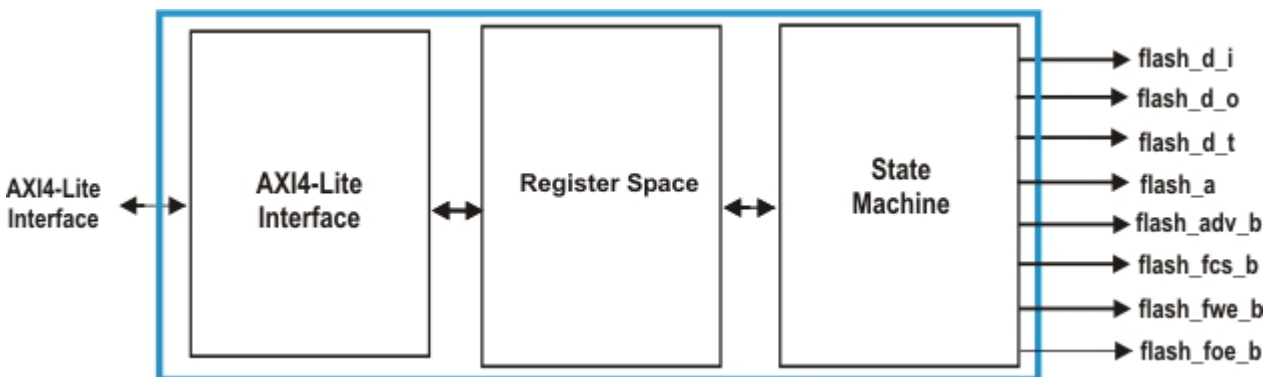 AXI4-Lite
Interface
AXI4-Lite
Interface
Register Space
State
Machine
flash_d_i
flash_d_o
flash_d_t
flash_a
flash_adv_b
flash_fcs_b
flash_fwe_b
flash_foe_b